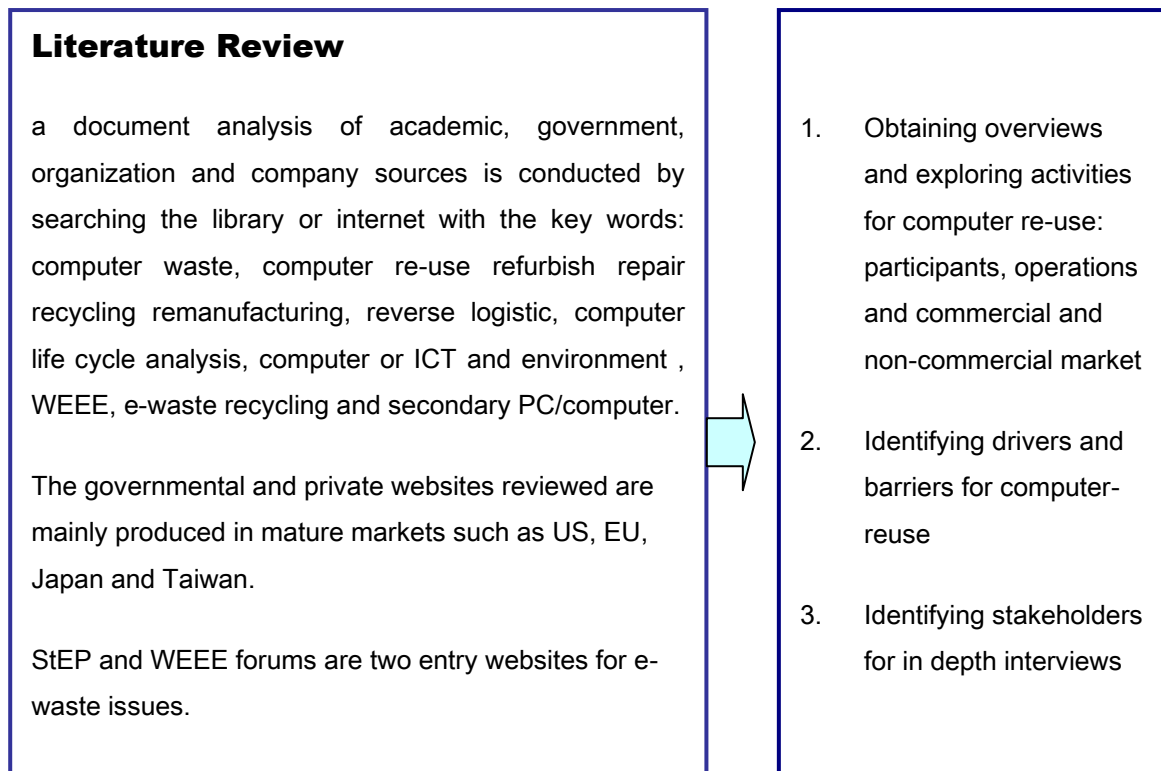 Literature Review
a document analysis of academic, government,
organization and company sources is conducted by
searching the library or internet with the key words:
computer waste, computer re-use refurbish repair
recycling remanufacturing, reverse logistic, computer
life cycle analysis, computer or ICT and environment ,
WEEE, e-waste recycling and secondary PC/computer.
The governmental and private websites reviewed are
mainly produced in mature markets such as US, EU,
Japan and Taiwan.
StEP and WEEE forums are two entry websites for e-
waste issues.
1. Obtaining overviews
and exploring activities
for computer re-use:
participants, operations
and commercial and
non-commercial market
2. Identifying drivers and
barriers for computer-
reuse
3. Identifying stakeholders
for in depth interviews